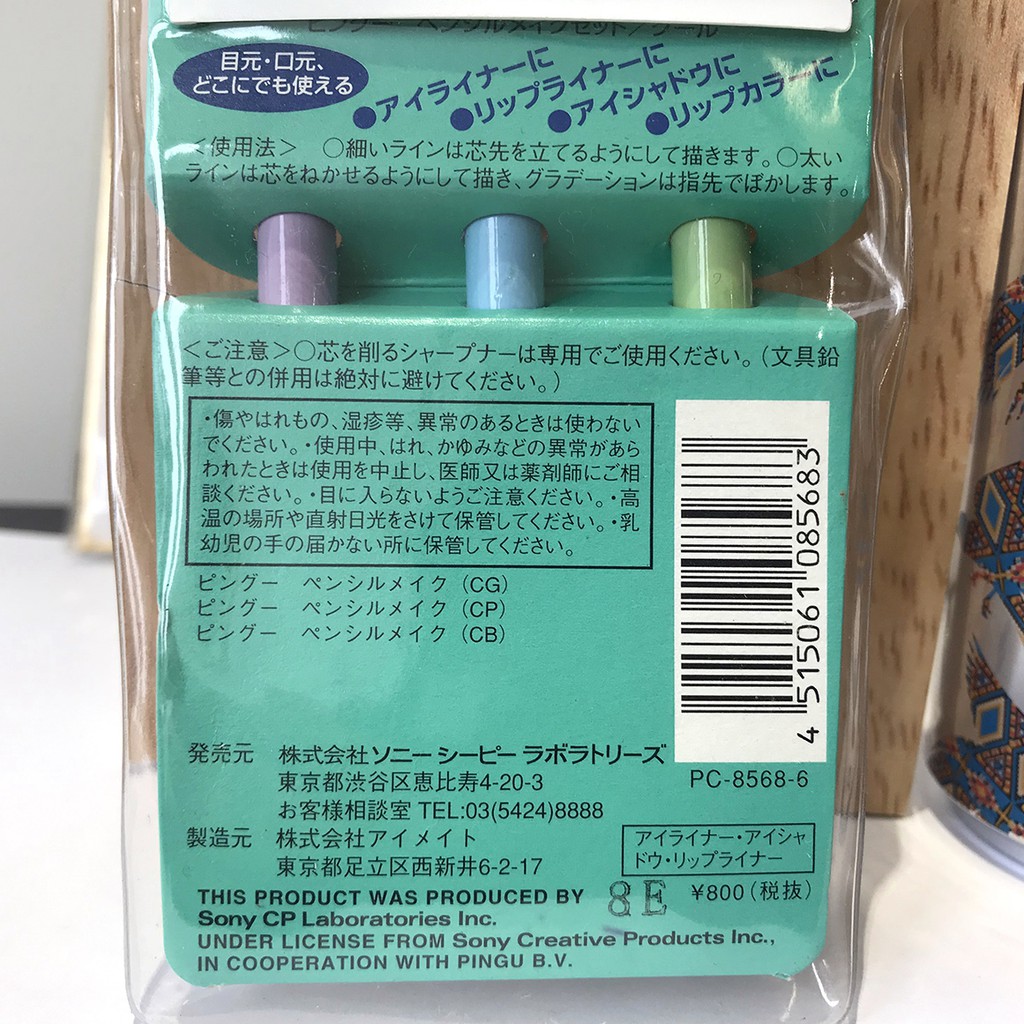 ピングー ペンシルメイクセット/クール
目元・口元、
どこにでも使える
●アイライナーに
●リップライナーに
●アイシャドウに
●リップカラーに
＜使用法＞ ○細いラインは芯先を立てるようにして描きます。○太い
ラインは芯をねかせるようにして描き、グラデーションは指先でぼかします。
＜ご注意＞○芯を削るシャープナーは専用でご使用ください。（文具鉛
筆等との併用は絶対に避けてください。）
・傷やはれもの、湿疹等、異常のあるときは使わない
でください。・使用中、はれ、かゆみなどの異常があら
われたときは使用を中止し、医師又は薬剤師にご相
談ください。・目に入らないようご注意ください。・高
温の場所や直射日光をさけて保管してください。・乳
幼児の手の届かない所に保管してください。
ピングー ペンシルメイク（CG）
ピングー ペンシルメイク（CP）
ピングー ペンシルメイク（CB）
4 515061 085683
PC-8568-6
発売元 株式会社ソニー シーピー ラボラトリーズ
東京都渋谷区恵比寿4-20-3
お客様相談室 TEL:03(5424)8888
製造元 株式会社アイメイト
東京都足立区西新井6-2-17
アイライナー・アイシャ
ドウ・リップライナー
8E ¥800（税抜）
THIS PRODUCT WAS PRODUCED BY
Sony CP Laboratories Inc.
UNDER LICENSE FROM Sony Creative Products Inc.,
IN COOPERATION WITH PINGU B.V.